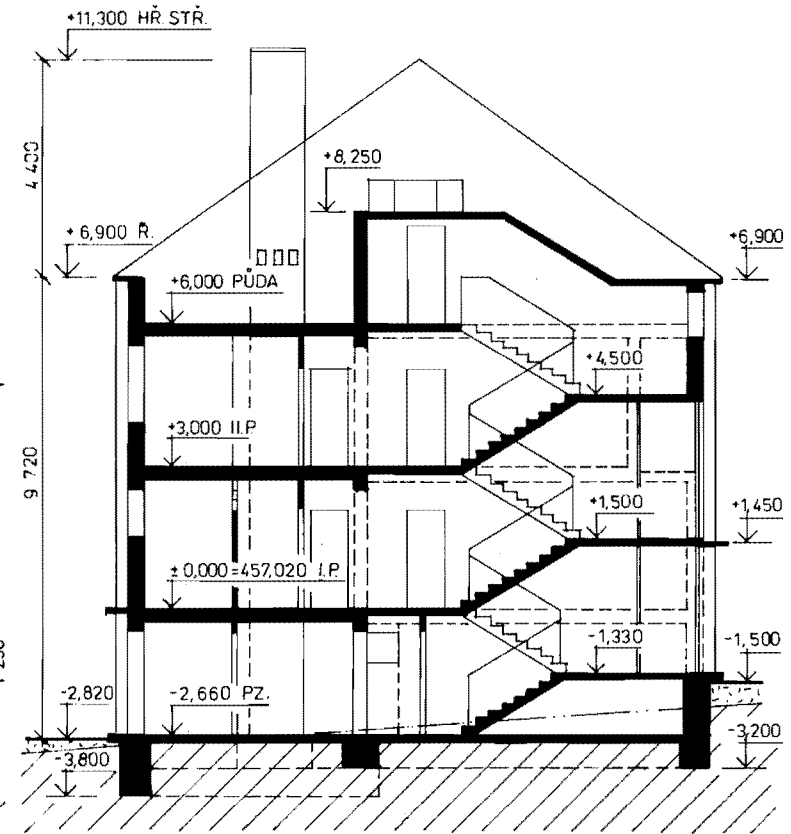 +11,300 HŘ. STŘ.
4 400
+8,250
+6,900 Ř.
+6,900
+6,000 PŮDA
+4,500
+3,000 II.P
9 720
+1,500
+1,450
± 0,000=457,020 I.P.
-1,330
-1,500
-2,820
-2,660 PZ.
-3,200
-3,800